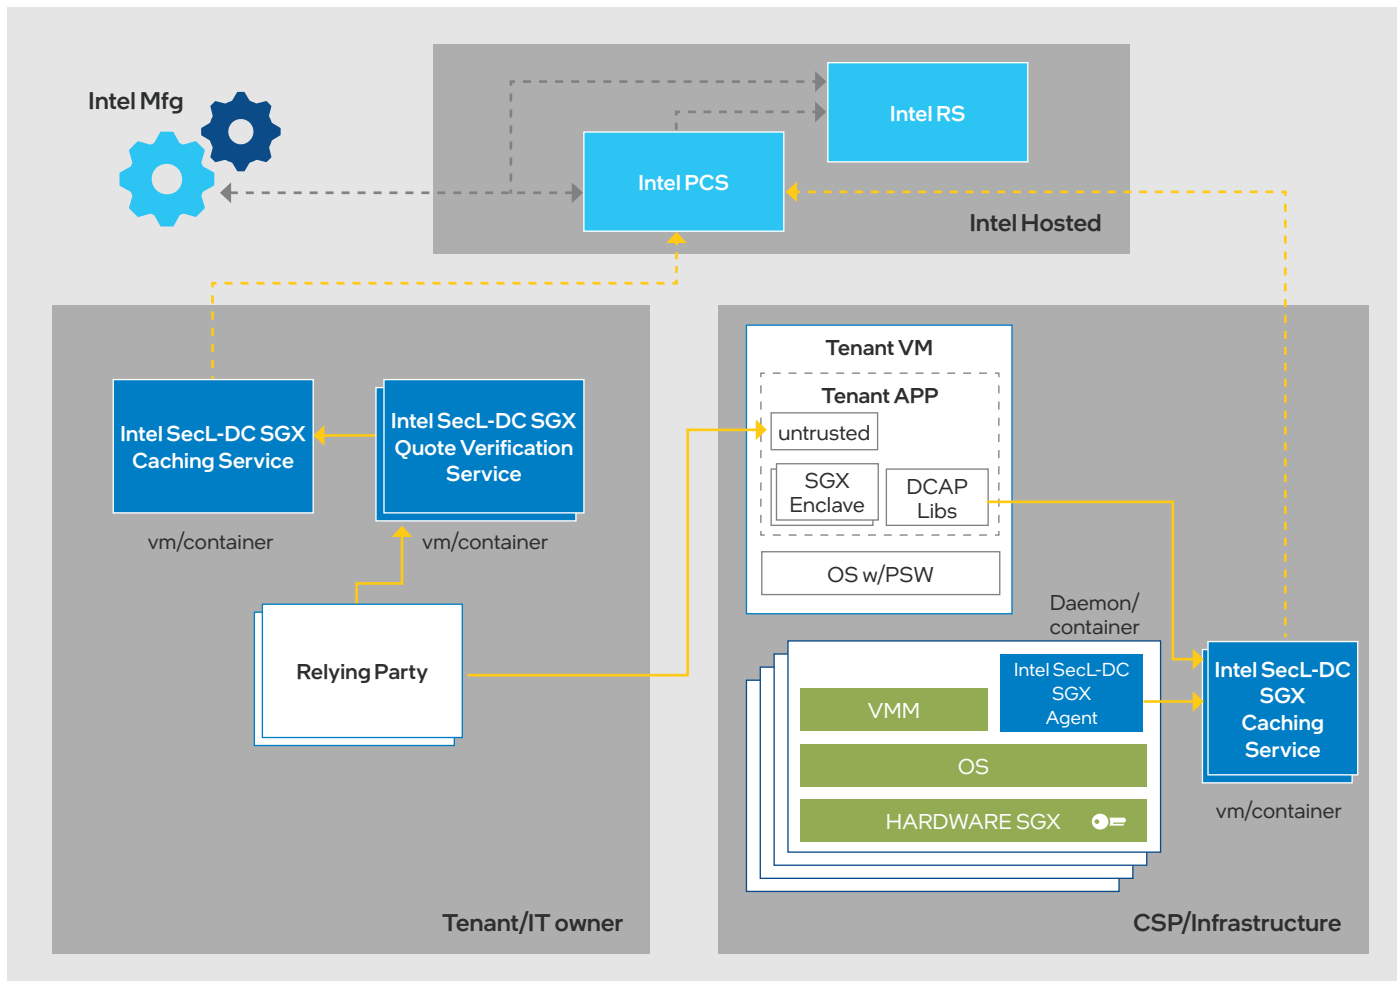 Intel Mfg
Intel RS
Intel PCS
Intel Hosted
Intel SecL-DC SGX
Caching Service
vm/container
Intel SecL-DC SGX
Quote Verification
Service
vm/container
Relying Party
Tenant/IT owner
Tenant VM
Tenant APP
untrusted
SGX
Enclave
DCAP
Libs
OS w/PSW
Daemon/
container
Intel SecL-DC
SGX
Agent
VMM
OS
HARDWARE SGX
Intel SecL-DC
SGX
Caching
Service
vm/container
CSP/Infrastructure